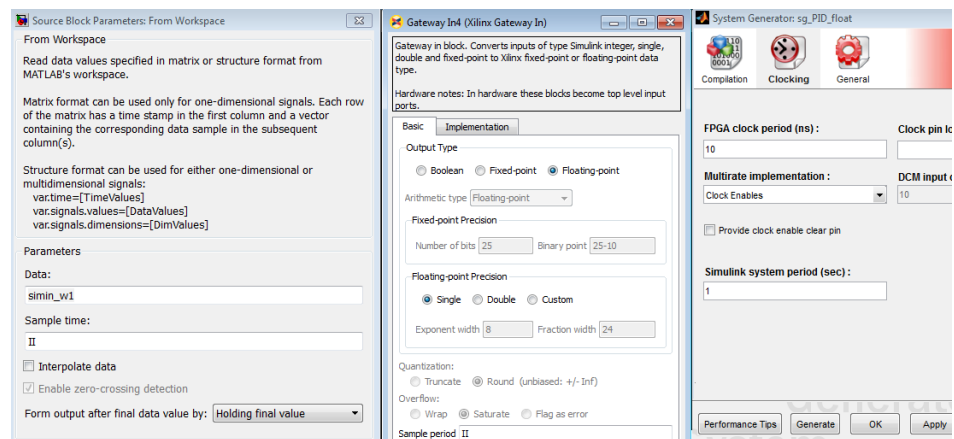 Source Block Parameters: From Workspace
From Workspace
Read data values specified in matrix or structure format from
MATLAB's workspace.
Matrix format can be used only for one-dimensional signals. Each row
of the matrix has a time stamp in the first column and a vector
containing the corresponding data sample in the subsequent
column(s).
Structure format can be used for either one-dimensional or
multidimensional signals:
var.time=[TimeValues]
var.signals.values=[DataValues]
var.signals.dimensions=[DimValues]
Parameters
Data:
simin_w1
Sample time:
II
Interpolate data
Enable zero-crossing detection
Form output after final data value by: Holding final value
Gateway In4 (Xilinx Gateway In)
Gateway in block. Converts inputs of type Simulink integer, single,
double and fixed-point to Xilinx fixed-point or floating-point data
type.
Hardware notes: In hardware these blocks become top level input
ports.
Basic Implementation
Output Type
Boolean Fixed-point Floating-point
Arithmetic type Floating-point
Fixed-point Precision
Number of bits 25 Binary point 25-10
Floating-point Precision
Single Double Custom
Exponent width 8 Fraction width 24
Quantization:
Truncate Round (unbiased: +/- Inf)
Overflow:
Wrap Saturate Flag as error
Sample period II
System Generator: sg_PID_float
Compilation Clocking General
FPGA clock period (ns) : Clock pin lo
10
Multirate implementation : DCM input
Clock Enables 10
Provide clock enable clear pin
Simulink system period (sec) :
1
Performance Tips Generate OK Apply